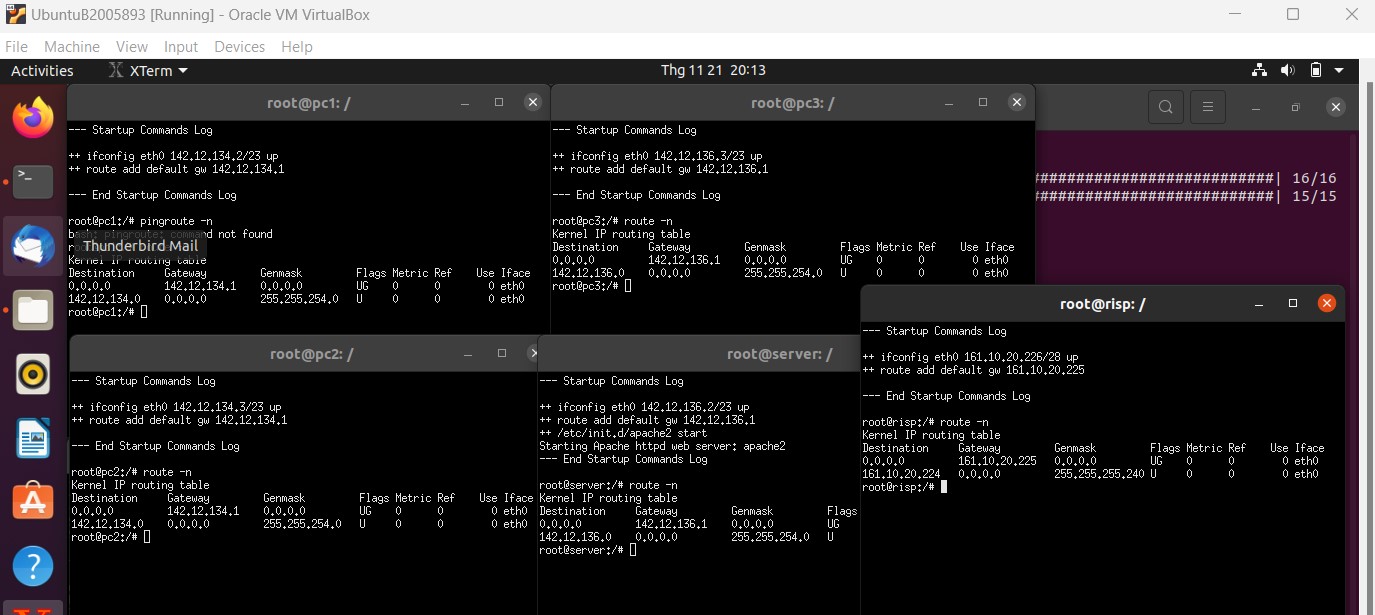 UbuntuB2005893 [Running] - Oracle VM VirtualBox
File Machine View Input Devices Help
Activities XTerm Thg 11 21 20:13
root@pc1: /
--- Startup Commands Log
++ ifconfig eth0 142.12.134.2/23 up
++ route add default gw 142.12.134.1
--- End Startup Commands Log
root@pc1:/# pingroute -n
bash: pingroute: command not found
Thunderbird Mail
Kernel IP routing table
Destination Gateway Genmask Flags Metric Ref Use Iface
0.0.0.0 142.12.134.1 0.0.0.0 UG 0 0 0 eth0
142.12.134.0 0.0.0.0 255.255.254.0 U 0 0 0 eth0
root@pc1:/#
root@pc3: /
--- Startup Commands Log
++ ifconfig eth0 142.12.136.3/23 up
++ route add default gw 142.12.136.1
--- End Startup Commands Log
root@pc3:/# route -n
Kernel IP routing table
Destination Gateway Genmask Flags Metric Ref Use Iface
0.0.0.0 142.12.136.1 0.0.0.0 UG 0 0 0 eth0
142.12.136.0 0.0.0.0 255.255.254.0 U 0 0 0 eth0
root@pc3:/#
##########################| 16/16
##########################| 15/15
root@pc2: /
--- Startup Commands Log
++ ifconfig eth0 142.12.134.3/23 up
++ route add default gw 142.12.134.1
--- End Startup Commands Log
root@pc2:/# route -n
Kernel IP routing table
Destination Gateway Genmask Flags Metric Ref Use Iface
0.0.0.0 142.12.134.1 0.0.0.0 UG 0 0 0 eth0
142.12.134.0 0.0.0.0 255.255.254.0 U 0 0 0 eth0
root@pc2:/#
root@server: /
--- Startup Commands Log
++ ifconfig eth0 142.12.136.2/23 up
++ route add default gw 142.12.136.1
++ /etc/init.d/apache2 start
Starting Apache httpd web server: apache2
--- End Startup Commands Log
root@server:/# route -n
Kernel IP routing table
Destination Gateway Genmask Flags
0.0.0.0 142.12.136.1 0.0.0.0 UG
142.12.136.0 0.0.0.0 255.255.254.0 U
root@server:/#
root@risp: /
--- Startup Commands Log
++ ifconfig eth0 161.10.20.226/28 up
++ route add default gw 161.10.20.225
--- End Startup Commands Log
root@risp:/# route -n
Kernel IP routing table
Destination Gateway Genmask Flags Metric Ref Use Iface
0.0.0.0 161.10.20.225 0.0.0.0 UG 0 0 0 eth0
161.10.20.224 0.0.0.0 255.255.255.240 U 0 0 0 eth0
root@risp:/#